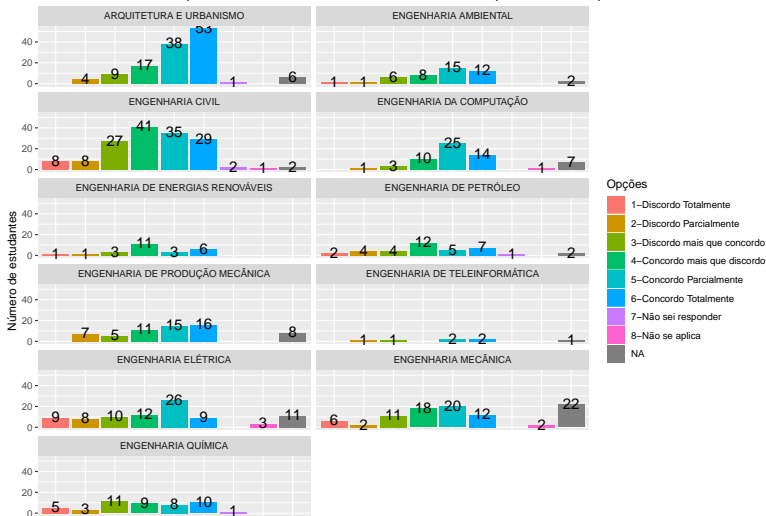 ARQUITETURA E URBANISMO
ENGENHARIA AMBIENTAL
40
20
0
4 9 17 38 53 1 6
1 1 6 8 15 12 2
ENGENHARIA CIVIL
ENGENHARIA DA COMPUTAÇÃO
40
20
0
8 8 27 41 35 29 2 1 2
1 3 10 25 14 1 7
ENGENHARIA DE ENERGIAS RENOVÁVEIS
ENGENHARIA DE PETRÓLEO
40
20
0
1 1 3 11 3 6
2 4 4 12 5 7 1 2
ENGENHARIA DE PRODUÇÃO MECÂNICA
ENGENHARIA DE TELEINFORMÁTICA
40
20
0
7 5 11 15 16 8
1 1 2 2 1
ENGENHARIA ELÉTRICA
ENGENHARIA MECÂNICA
40
20
0
9 8 10 12 26 9 3 11
6 2 11 18 20 12 2 22
ENGENHARIA QUÍMICA
40
20
0
5 3 11 9 8 10 1
Número de estudantes
Opções
1–Discordo Totalmente
2–Discordo Parcialmente
3–Discordo mais que concordo
4–Concordo mais que discordo
5–Concordo Parcialmente
6–Concordo Totalmente
7–Não sei responder
8–Não se aplica
NA